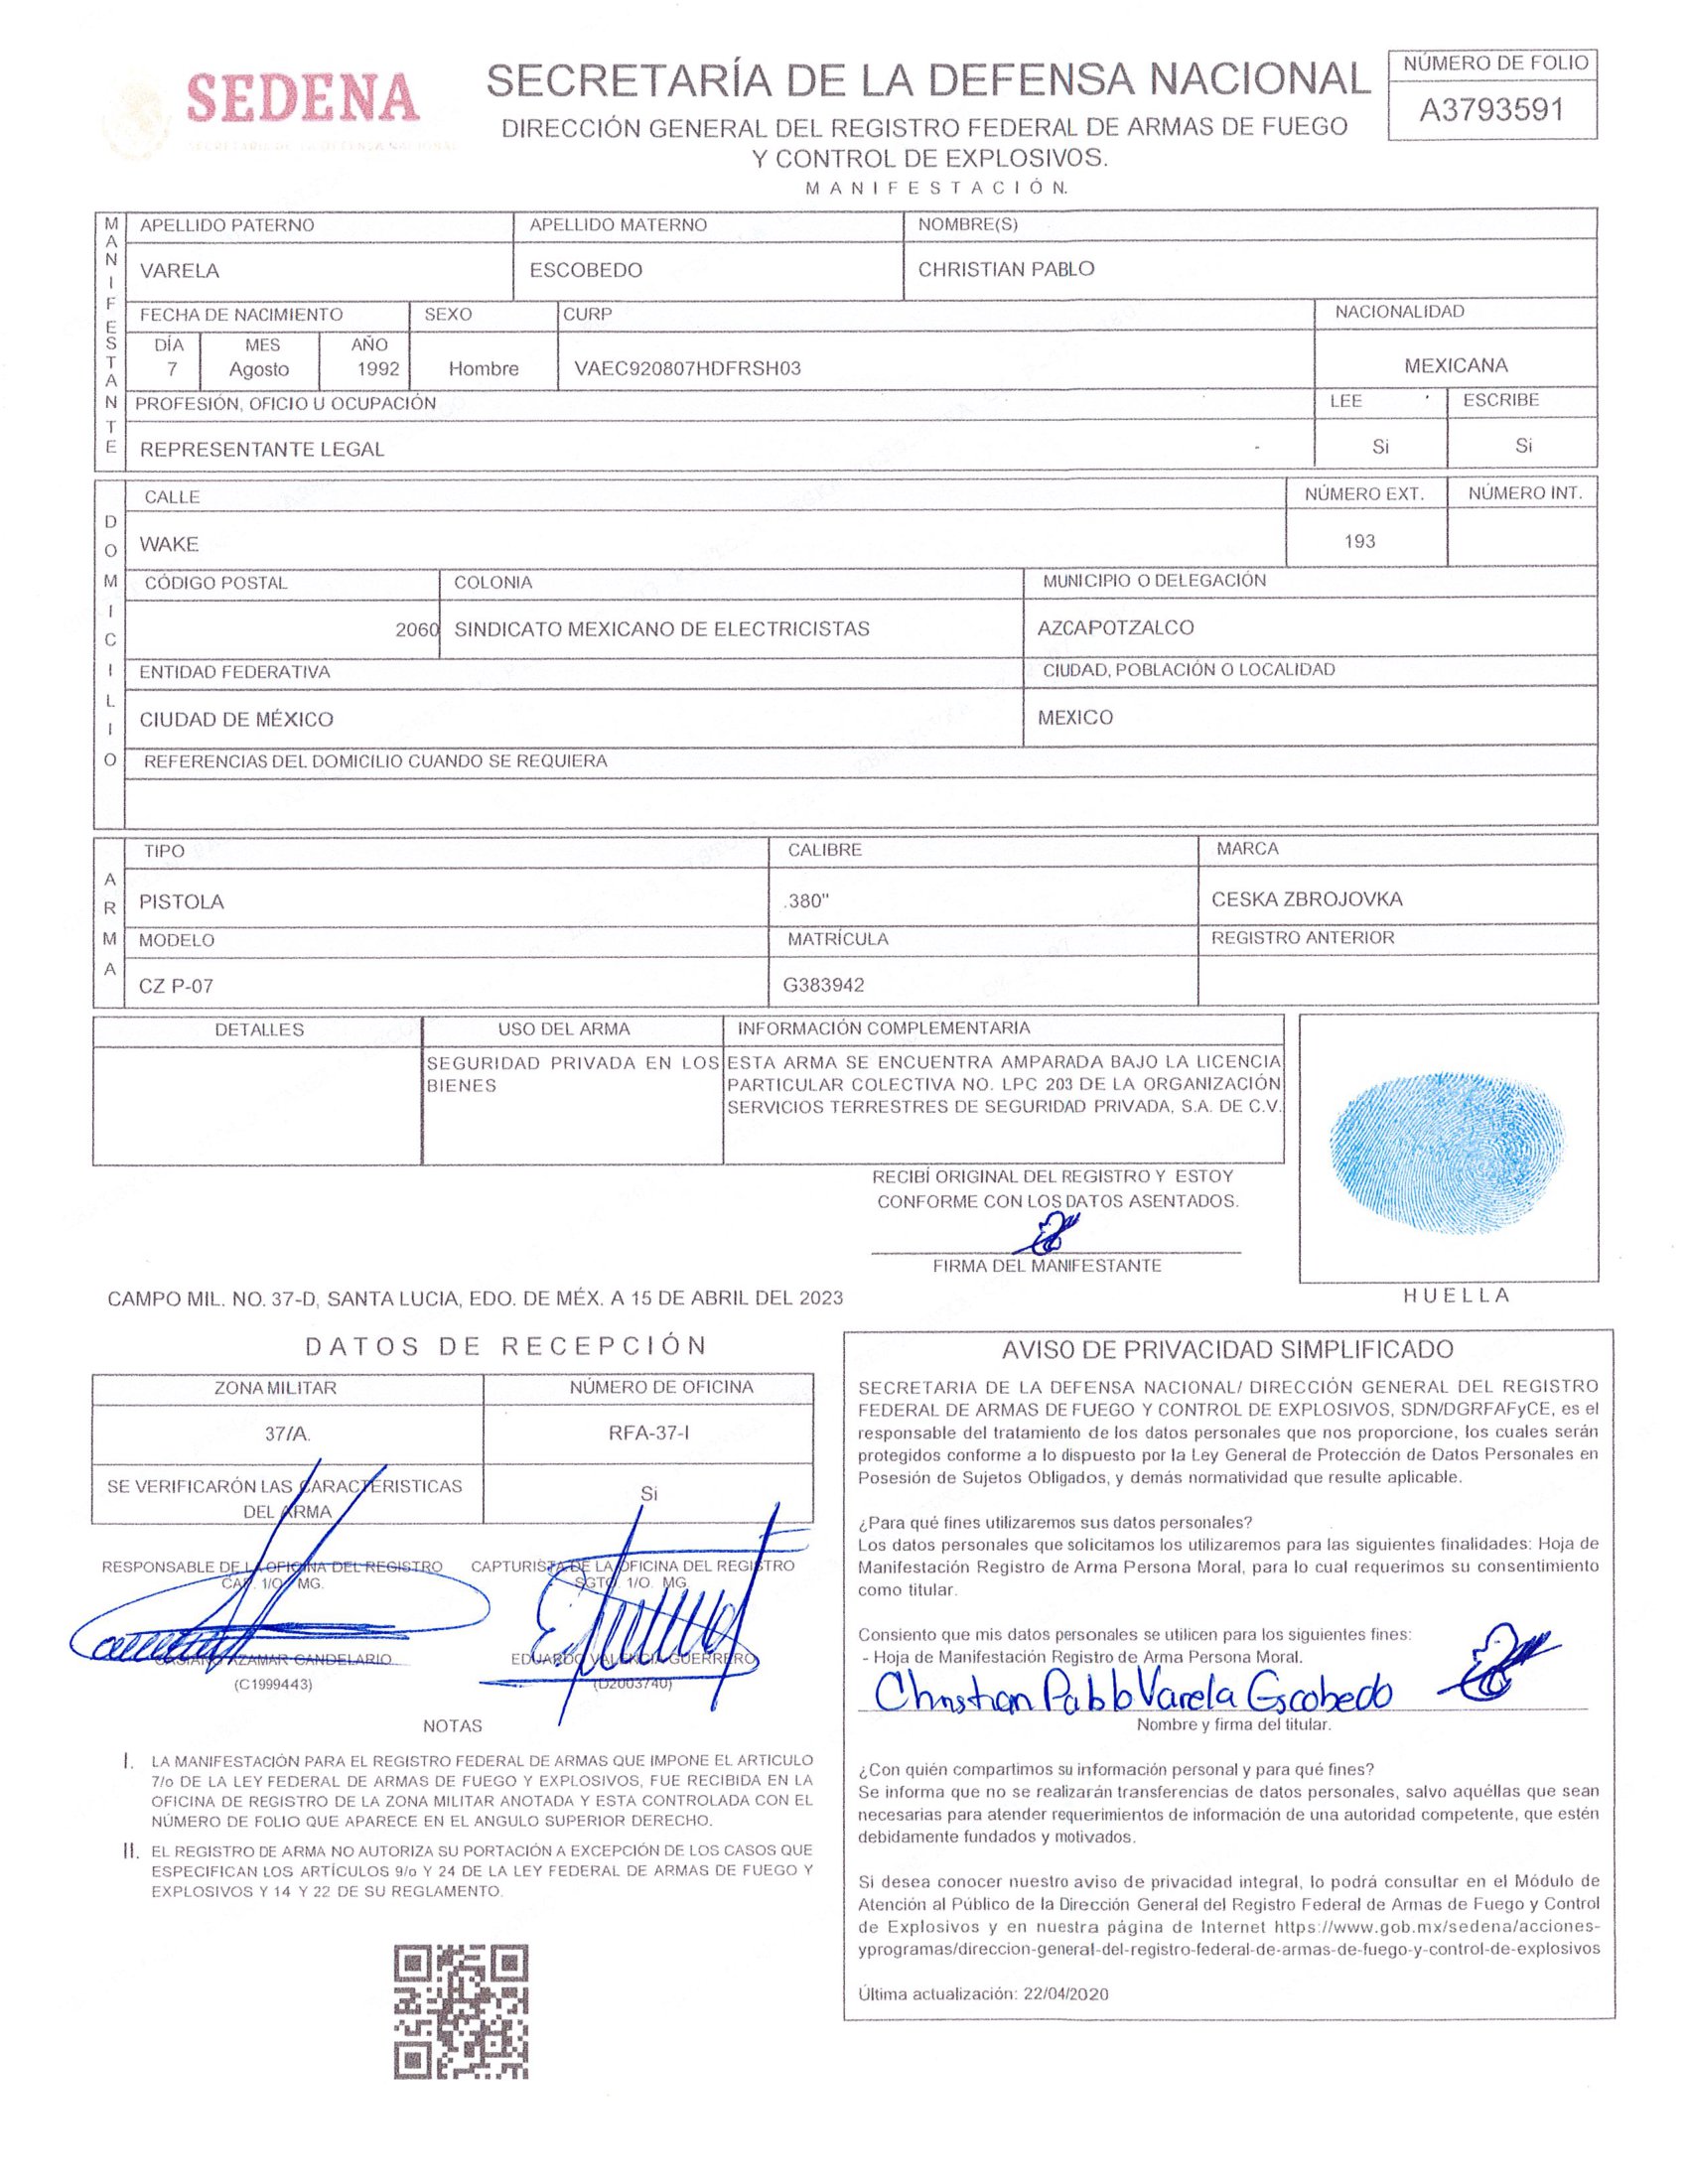 SEDENA
SECRETARÍA DE LA DEFENSA NACIONAL
SECRETARÍA DE LA DEFENSA NACIONAL
DIRECCIÓN GENERAL DEL REGISTRO FEDERAL DE ARMAS DE FUEGO
Y CONTROL DE EXPLOSIVOS.
MANIFESTACIÓN.
NÚMERO DE FOLIO
A3793591
MANIFESTANTE
APELLIDO PATERNO APELLIDO MATERNO NOMBRE(S)
VARELA ESCOBEDO CHRISTIAN PABLO
FECHA DE NACIMIENTO SEXO CURP NACIONALIDAD
DÍA MES AÑO
7 Agosto 1992 Hombre VAEC920807HDFRSH03 MEXICANA
PROFESIÓN, OFICIO U OCUPACIÓN LEE ESCRIBE
REPRESENTANTE LEGAL Si Si
DOMICILIO
CALLE NÚMERO EXT. NÚMERO INT.
WAKE 193
CÓDIGO POSTAL COLONIA MUNICIPIO O DELEGACIÓN
2060 SINDICATO MEXICANO DE ELECTRICISTAS AZCAPOTZALCO
ENTIDAD FEDERATIVA CIUDAD, POBLACIÓN O LOCALIDAD
CIUDAD DE MÉXICO MEXICO
REFERENCIAS DEL DOMICILIO CUANDO SE REQUIERA
ARMA
TIPO CALIBRE MARCA
PISTOLA .380" CESKA ZBROJOVKA
MODELO MATRÍCULA REGISTRO ANTERIOR
CZ P-07 G383942
DETALLES USO DEL ARMA INFORMACIÓN COMPLEMENTARIA
SEGURIDAD PRIVADA EN LOS ESTA ARMA SE ENCUENTRA AMPARADA BAJO LA LICENCIA
BIENES PARTICULAR COLECTIVA NO. LPC 203 DE LA ORGANIZACIÓN
SERVICIOS TERRESTRES DE SEGURIDAD PRIVADA, S.A. DE C.V.
RECIBÍ ORIGINAL DEL REGISTRO Y ESTOY
CONFORME CON LOS DATOS ASENTADOS.
FIRMA DEL MANIFESTANTE
HUELLA
CAMPO MIL. NO. 37-D, SANTA LUCIA, EDO. DE MÉX. A 15 DE ABRIL DEL 2023
DATOS DE RECEPCIÓN
ZONA MILITAR NÚMERO DE OFICINA
37/A. RFA-37-I
SE VERIFICARÓN LAS CARACTERISTICAS
DEL ARMA Si
RESPONSABLE DE LA OFICINA DEL REGISTRO CAPTURISTA DE LA OFICINA DEL REGISTRO
CAP. 1/O. MG. SGTO. 1/O. MG.
AZAMAR CANDELARIO EDUARDO VALENCIA GUERRERO
(C1999443) (D2003740)
NOTAS
I. LA MANIFESTACIÓN PARA EL REGISTRO FEDERAL DE ARMAS QUE IMPONE EL ARTICULO
7/o DE LA LEY FEDERAL DE ARMAS DE FUEGO Y EXPLOSIVOS, FUE RECIBIDA EN LA
OFICINA DE REGISTRO DE LA ZONA MILITAR ANOTADA Y ESTA CONTROLADA CON EL
NÚMERO DE FOLIO QUE APARECE EN EL ANGULO SUPERIOR DERECHO.
II. EL REGISTRO DE ARMA NO AUTORIZA SU PORTACIÓN A EXCEPCIÓN DE LOS CASOS QUE
ESPECIFICAN LOS ARTÍCULOS 9/o Y 24 DE LA LEY FEDERAL DE ARMAS DE FUEGO Y
EXPLOSIVOS Y 14 Y 22 DE SU REGLAMENTO.
AVISO DE PRIVACIDAD SIMPLIFICADO
SECRETARIA DE LA DEFENSA NACIONAL/ DIRECCIÓN GENERAL DEL REGISTRO
FEDERAL DE ARMAS DE FUEGO Y CONTROL DE EXPLOSIVOS, SDN/DGRFAFyCE, es el
responsable del tratamiento de los datos personales que nos proporcione, los cuales serán
protegidos conforme a lo dispuesto por la Ley General de Protección de Datos Personales en
Posesión de Sujetos Obligados, y demás normatividad que resulte aplicable.
¿Para qué fines utilizaremos sus datos personales?
Los datos personales que solicitamos los utilizaremos para las siguientes finalidades: Hoja de
Manifestación Registro de Arma Persona Moral, para lo cual requerimos su consentimiento
como titular.
Consiento que mis datos personales se utilicen para los siguientes fines:
- Hoja de Manifestación Registro de Arma Persona Moral.
Christian Pablo Varela Escobedo
Nombre y firma del titular.
¿Con quién compartimos su información personal y para qué fines?
Se informa que no se realizarán transferencias de datos personales, salvo aquéllas que sean
necesarias para atender requerimientos de información de una autoridad competente, que estén
debidamente fundados y motivados.
Si desea conocer nuestro aviso de privacidad integral, lo podrá consultar en el Módulo de
Atención al Público de la Dirección General del Registro Federal de Armas de Fuego y Control
de Explosivos y en nuestra página de Internet https://www.gob.mx/sedena/acciones-
yprogramas/direccion-general-del-registro-federal-de-armas-de-fuego-y-control-de-explosivos
Última actualización: 22/04/2020